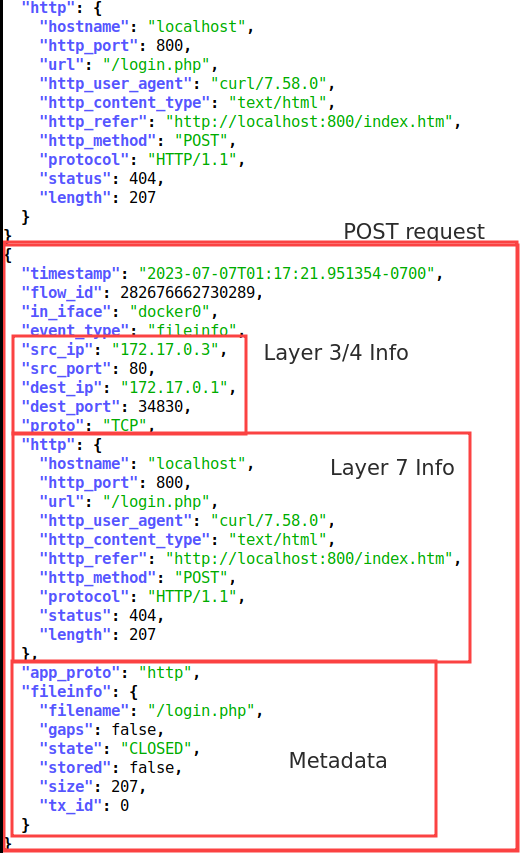 "http": {
"hostname": "localhost",
"http_port": 800,
"url": "/login.php",
"http_user_agent": "curl/7.58.0",
"http_content_type": "text/html",
"http_refer": "http://localhost:800/index.htm",
"http_method": "POST",
"protocol": "HTTP/1.1",
"status": 404,
"length": 207
}
}
POST request
{
"timestamp": "2023-07-07T01:17:21.951354-0700",
"flow_id": 282676662730289,
"in_iface": "docker0",
"event_type": "fileinfo",
"src_ip": "172.17.0.3",
Layer 3/4 Info
"src_port": 80,
"dest_ip": "172.17.0.1",
"dest_port": 34830,
"proto": "TCP",
"http": {
"hostname": "localhost",
Layer 7 Info
"http_port": 800,
"url": "/login.php",
"http_user_agent": "curl/7.58.0",
"http_content_type": "text/html",
"http_refer": "http://localhost:800/index.htm",
"http_method": "POST",
"protocol": "HTTP/1.1",
"status": 404,
"length": 207
},
"app_proto": "http",
"fileinfo": {
"filename": "/login.php",
"gaps": false,
"state": "CLOSED",
Metadata
"stored": false,
"size": 207,
"tx_id": 0
}
}